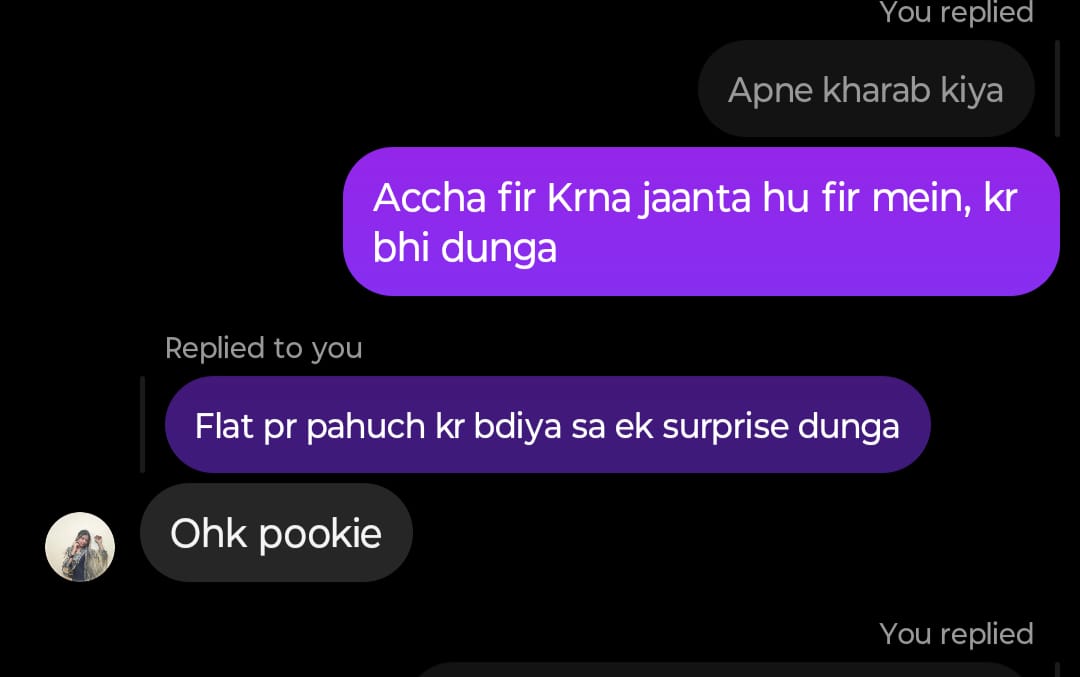 You replied
Apne kharab kiya
Accha fir Krna jaanta hu fir mein, kr
bhi dunga
Replied to you
Flat pr pahuch kr bdiya sa ek surprise dunga
Ohk pookie
You replied